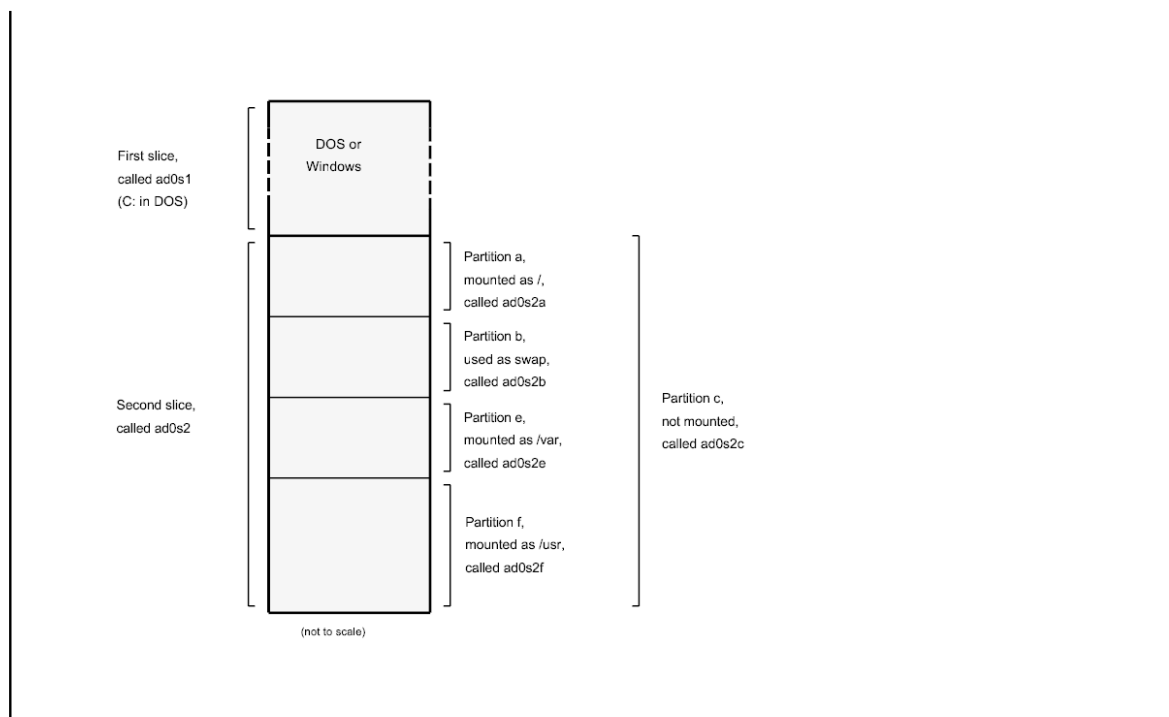 DOS or
Windows
First slice,
called ad0s1
(C: in DOS)
Partition a,
mounted as /,
called ad0s2a
Partition b,
used as swap,
called ad0s2b
Partition c,
not mounted,
called ad0s2c
Second slice,
called ad0s2
Partition e,
mounted as /var,
called ad0s2e
Partition f,
mounted as /usr,
called ad0s2f
(not to scale)